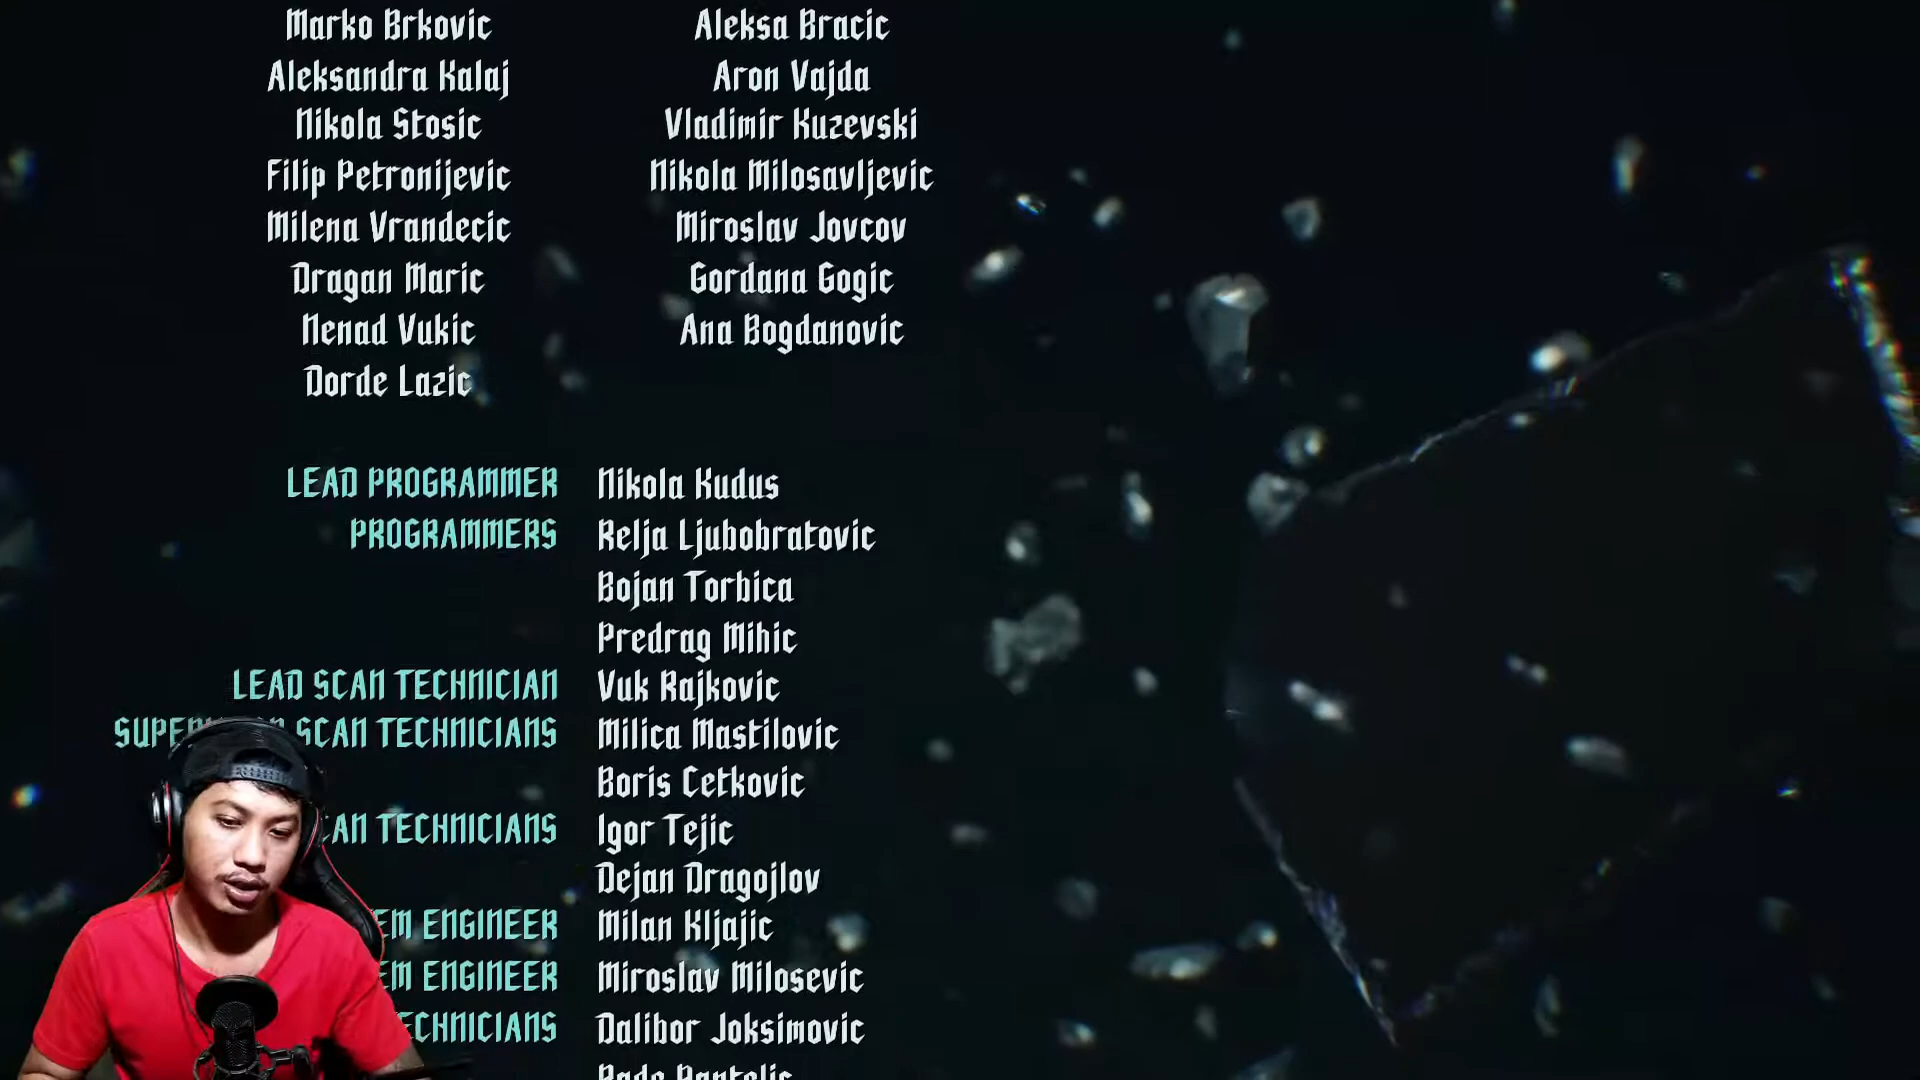 Marko Brkovic Aleksa Bracic
Aleksandra Kalaj Aron Vajda
Nikola Stosic Vladimir Kuzevski
Filip Petronijevic Nikola Milosavljevic
Milena Vrandecic Miroslav Jovcov
Dragan Maric Gordana Gogic
Nenad Vukic Ana Bogdanovic
Dorde Lazic
LEAD PROGRAMMER Nikola Kudus
PROGRAMMERS Relja Ljubobratovic
Bojan Torbica
Predrag Mihic
LEAD SCAN TECHNICIAN Vuk Rajkovic
SCAN TECHNICIANS Milica Mastilovic
Boris Cetkovic
TECHNICIANS Igor Tejic
Dejan Dragojlov
ENGINEER Milan Kljajic
ENGINEER Miroslav Milosevic
Dalibor Joksimovic